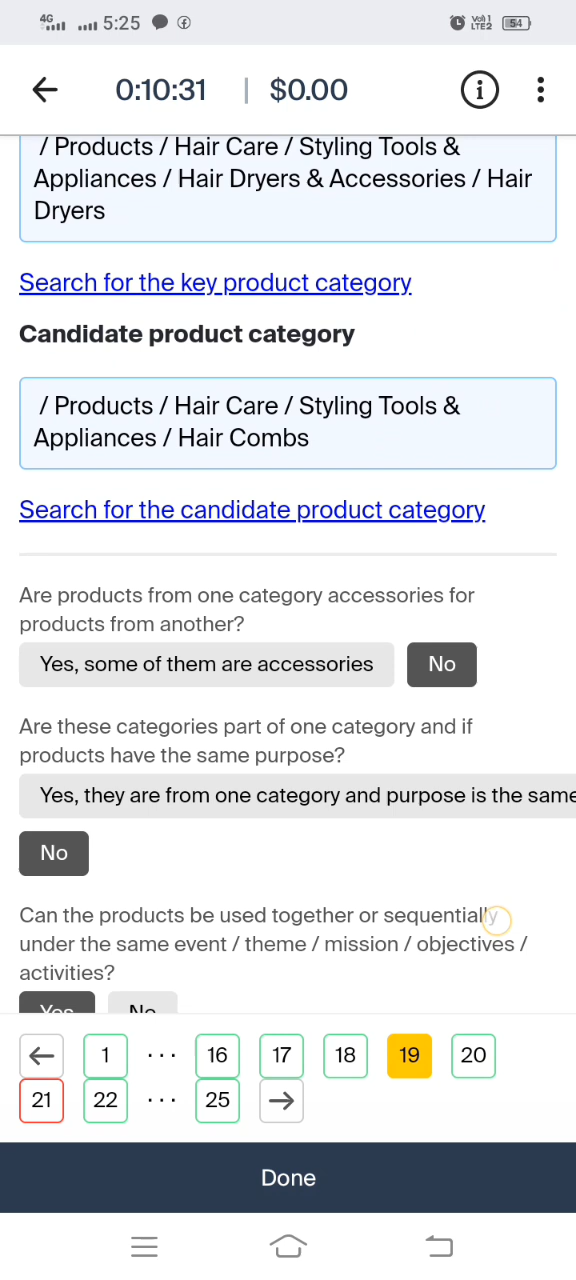 4G 5:25 Vol) 1 LTE2 54
0:10:31 | $0.00
/ Products / Hair Care / Styling Tools &
Appliances / Hair Dryers & Accessories / Hair
Dryers
Search for the key product category
Candidate product category
/ Products / Hair Care / Styling Tools &
Appliances / Hair Combs
Search for the candidate product category
Are products from one category accessories for
products from another?
Yes, some of them are accessories No
Are these categories part of one category and if
products have the same purpose?
Yes, they are from one category and purpose is the same
No
Can the products be used together or sequentially
under the same event / theme / mission / objectives /
activities?
Yes No
← 1 ... 16 17 18 19 20
21 22 ... 25 →
Done